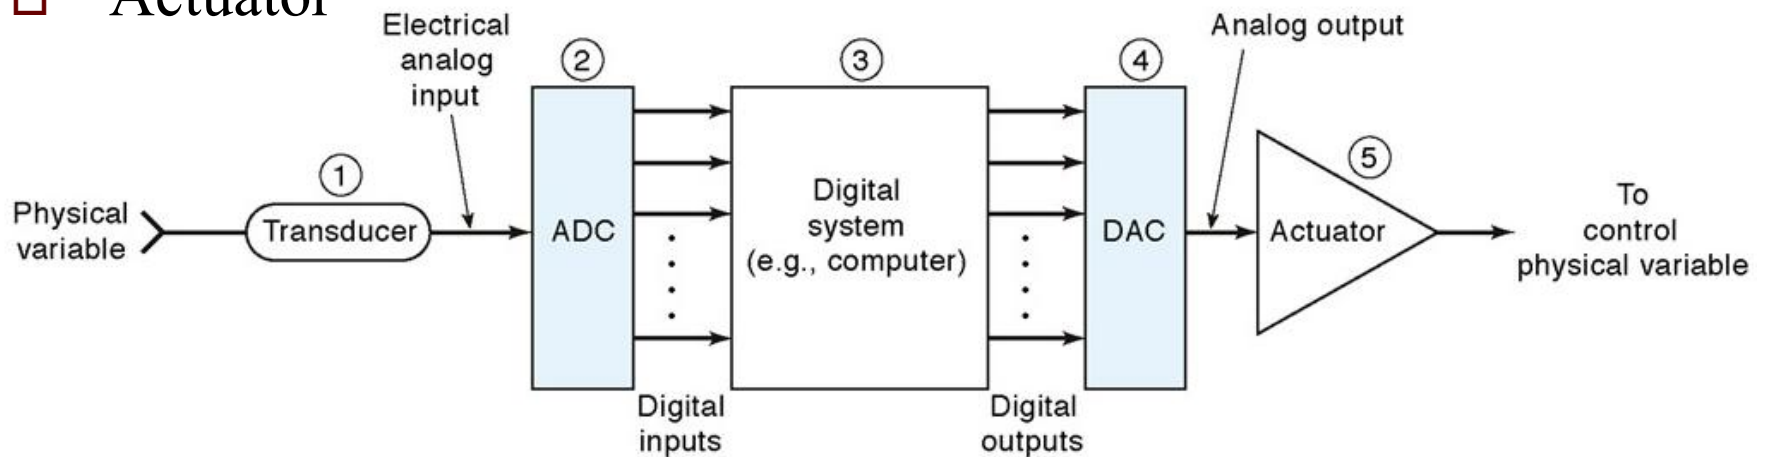 Actuator
Electrical
analog
input
Analog output
2
3
4
1
5
Physical
variable
Transducer
ADC
Digital
system
(e.g., computer)
DAC
Actuator
To
control
physical variable
Digital
inputs
Digital
outputs